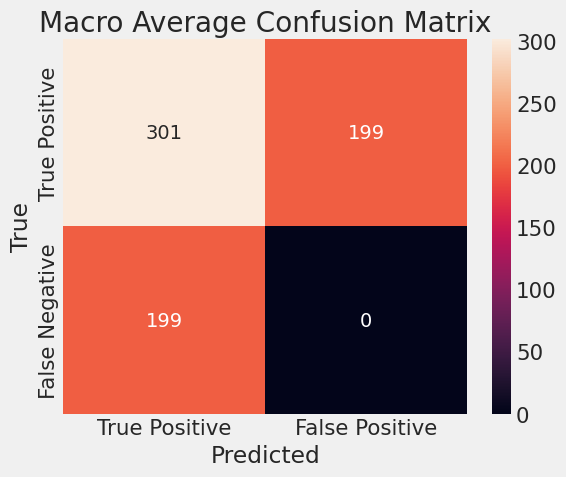 Macro Average Confusion Matrix
True
True Positive
False Negative
301
199
199
0
True Positive
False Positive
Predicted
300
250
200
150
100
50
0